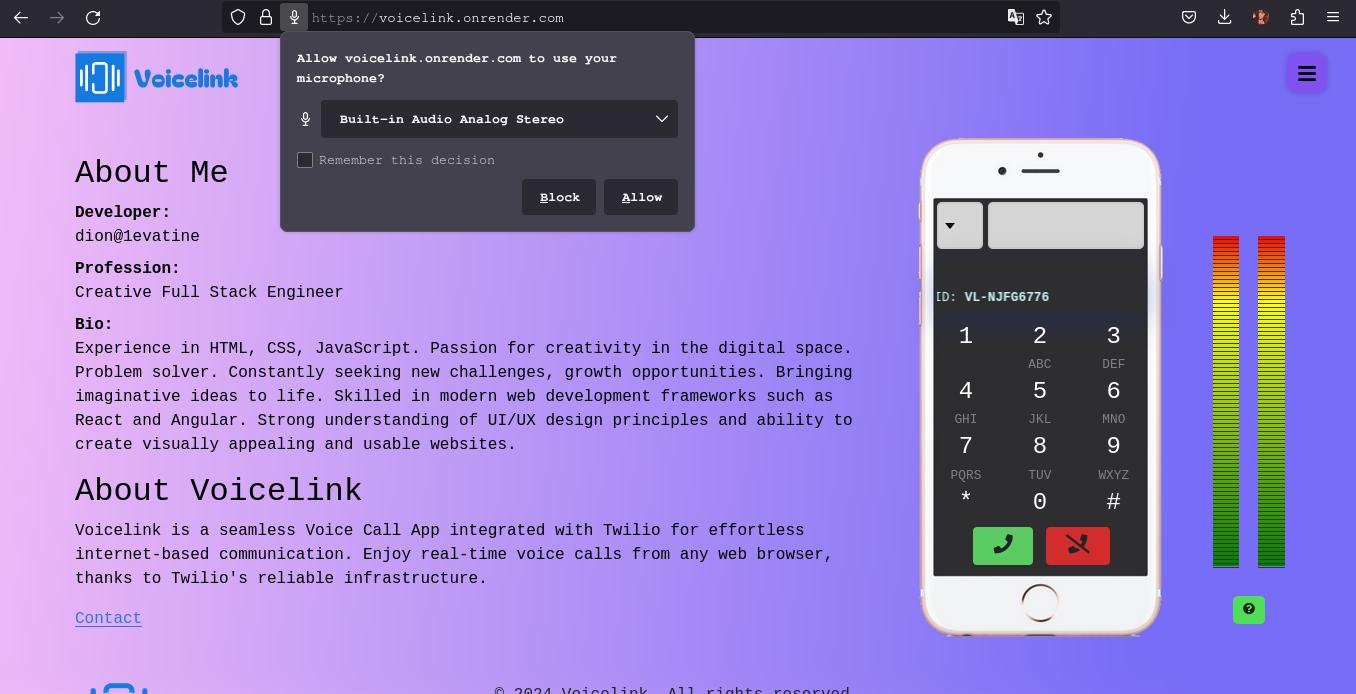 https://voicelink.onrender.com
Allow voicelink.onrender.com to use your
microphone?
Built-in Audio Analog Stereo
Remember this decision
Block
Allow
Voicelink
About Me
Developer:
dion@1evatine
Profession:
Creative Full Stack Engineer
Bio:
Experience in HTML, CSS, JavaScript. Passion for creativity in the digital space.
Problem solver. Constantly seeking new challenges, growth opportunities. Bringing
imaginative ideas to life. Skilled in modern web development frameworks such as
React and Angular. Strong understanding of UI/UX design principles and ability to
create visually appealing and usable websites.
About Voicelink
Voicelink is a seamless Voice Call App integrated with Twilio for effortless
internet-based communication. Enjoy real-time voice calls from any web browser,
thanks to Twilio's reliable infrastructure.
Contact
ID: VL-NJFG6776
1 2 3
ABC DEF
4 5 6
GHI JKL MNO
7 8 9
PQRS TUV WXYZ
* 0 #
?
© 2024 Voicelink. All rights reserved